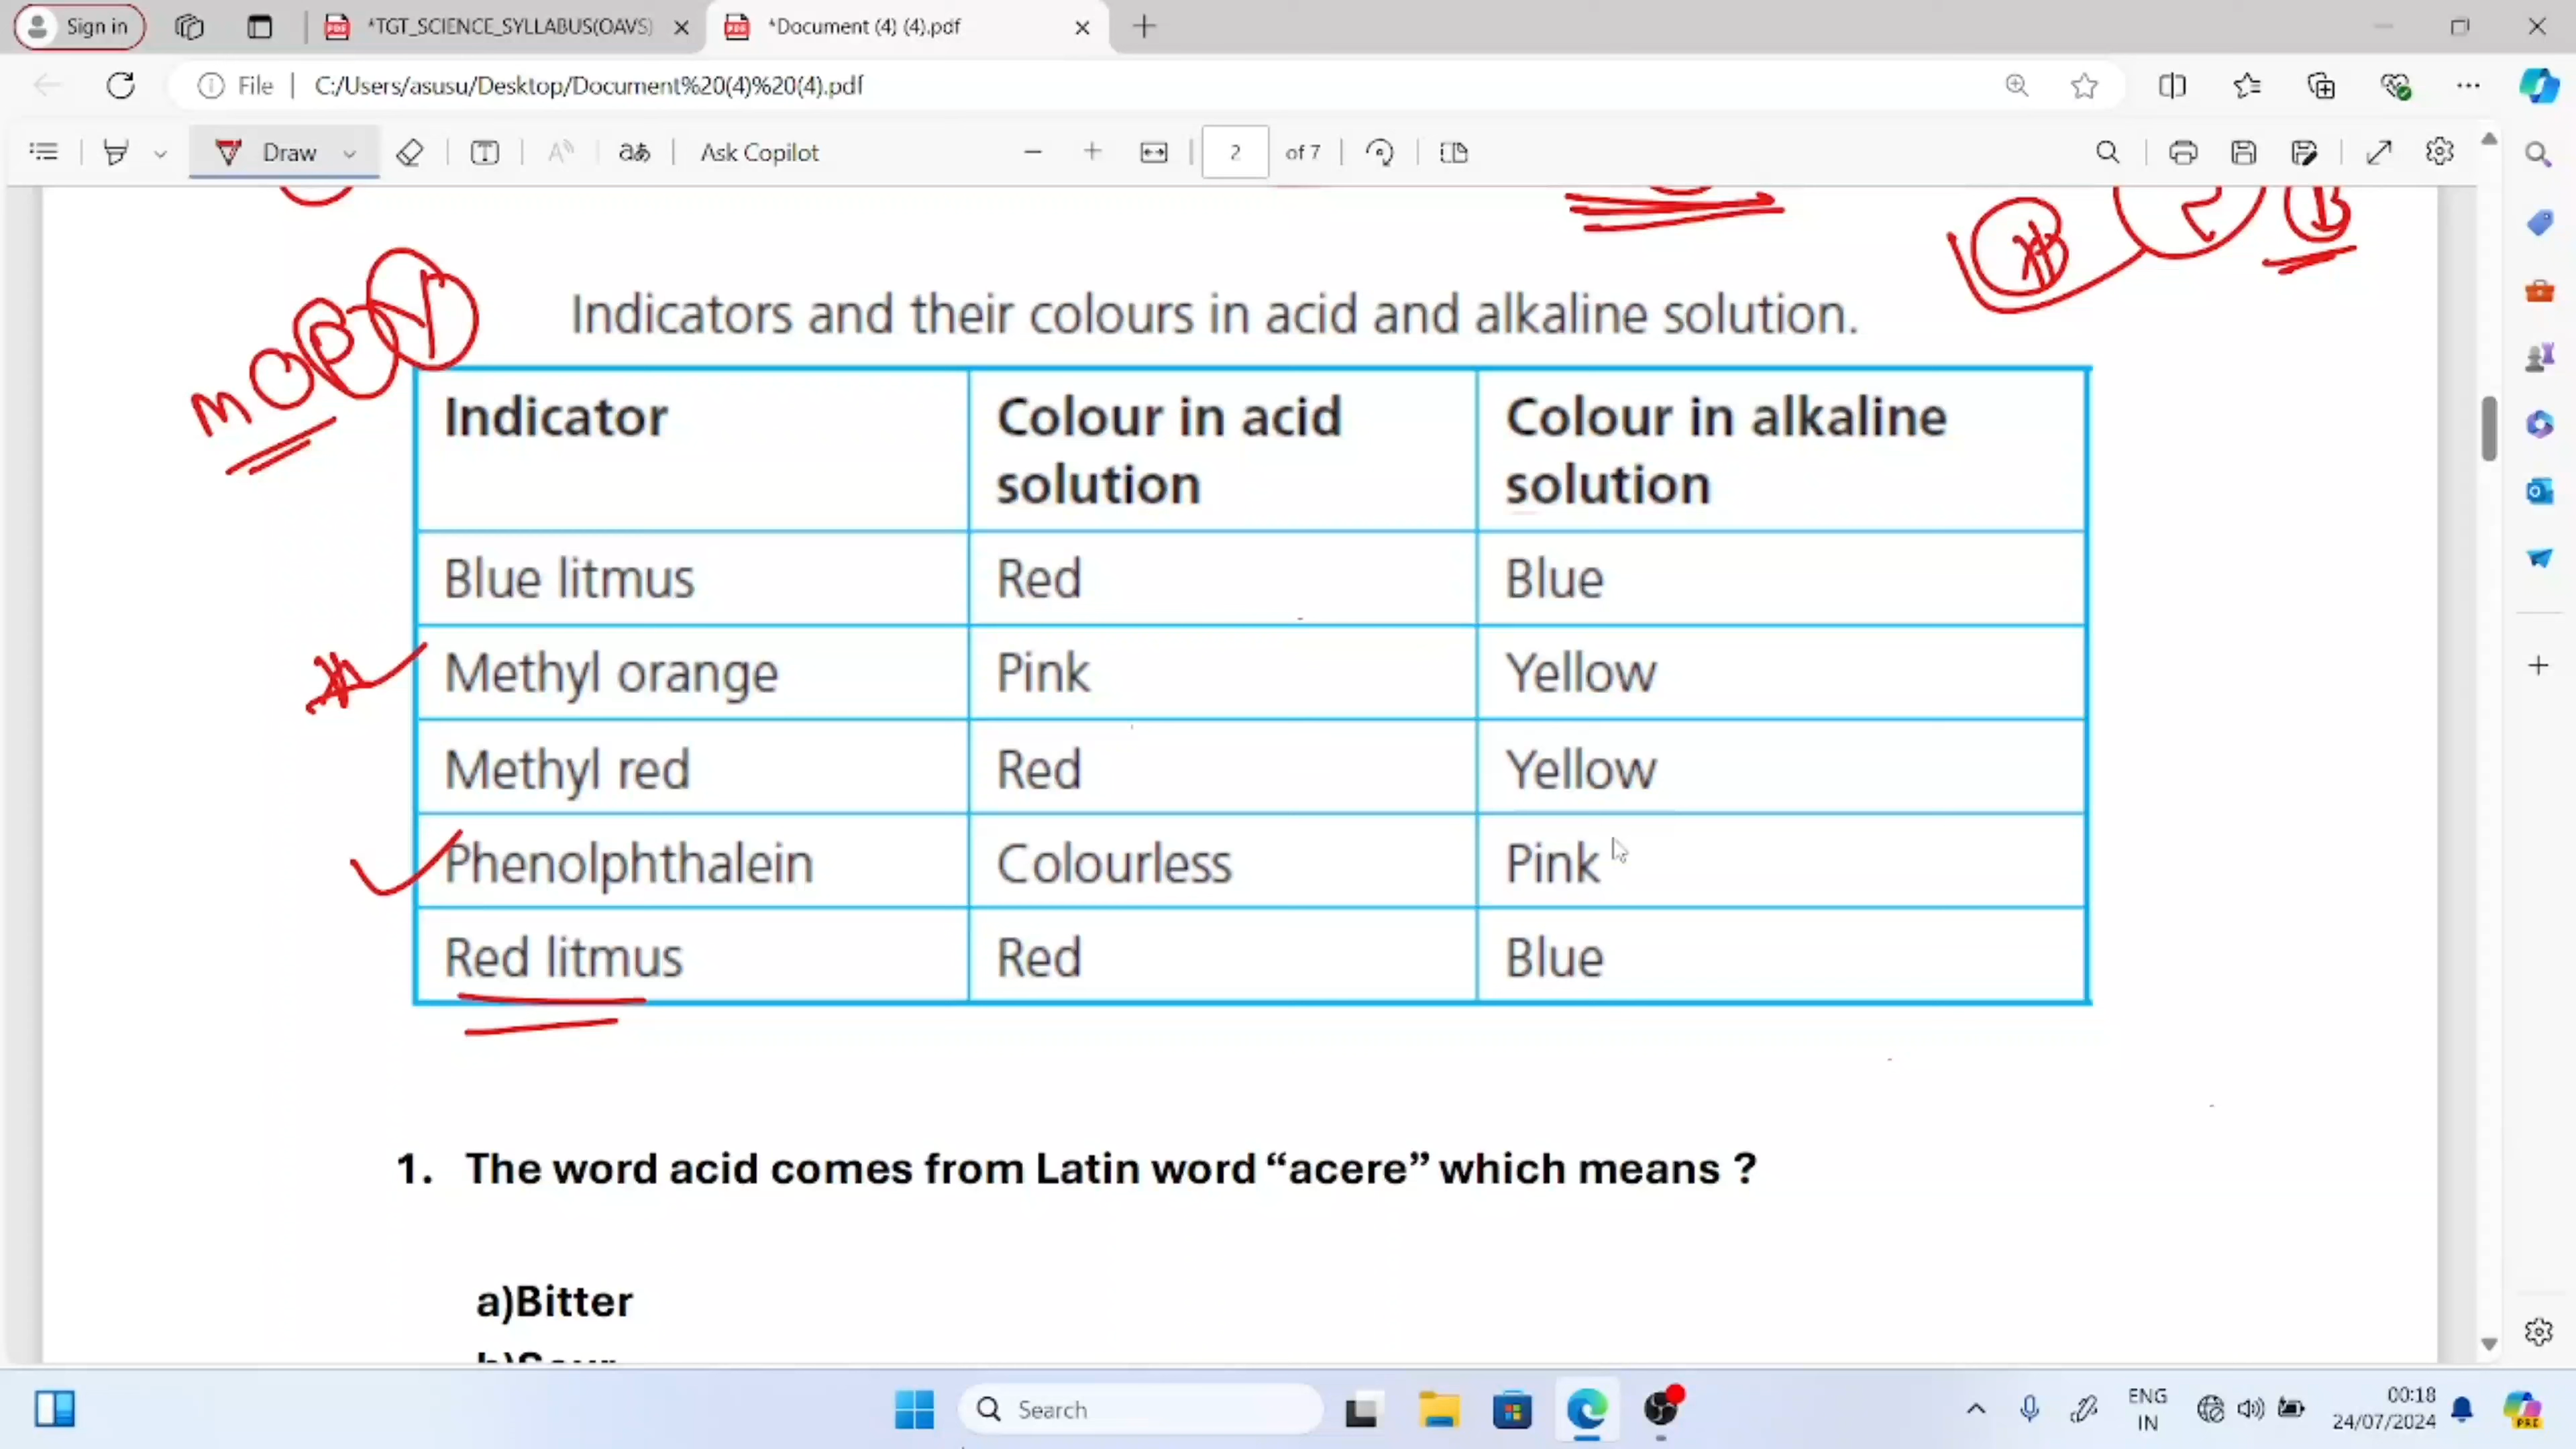 Sign in
*TGT_SCIENCE_SYLLABUS(OAVS)
*Document (4) (4).pdf
File
C:/Users/asusu/Desktop/Document%20(4)%20(4).pdf
Draw
Ask Copilot
2
of 7
B
Indicators and their colours in acid and alkaline solution.
MOPY
Indicator Colour in acid solution Colour in alkaline solution
Blue litmus Red Blue
Methyl orange Pink Yellow
Methyl red Red Yellow
Phenolphthalein Colourless Pink
Red litmus Red Blue
1. The word acid comes from Latin word “acere” which means ?
a)Bitter
b)Sour
Search
ENG
IN
00:18
24/07/2024